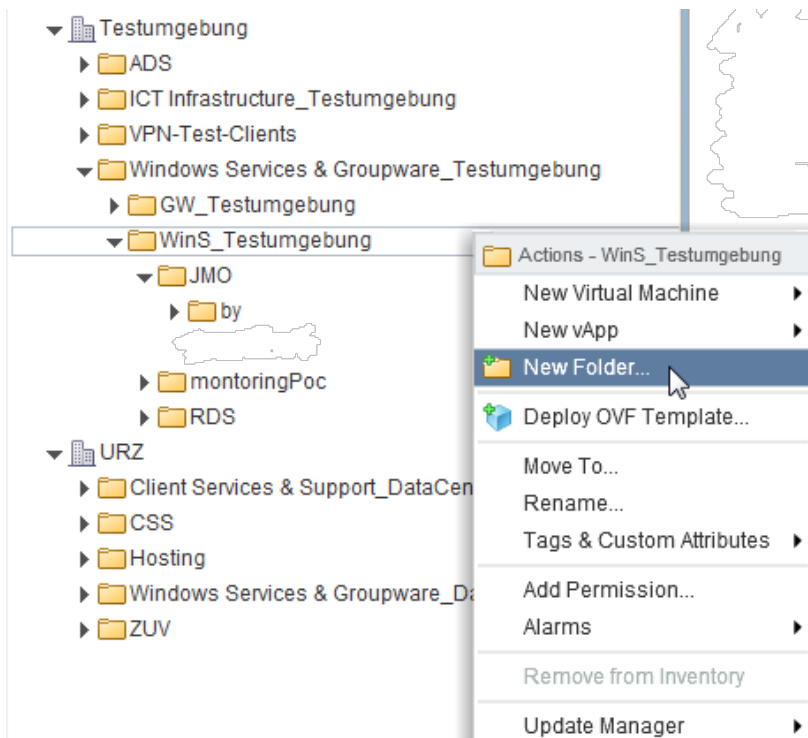 Testumgebung
ADS
ICT Infrastructure_Testumgebung
VPN-Test-Clients
Windows Services & Groupware_Testumgebung
GW_Testumgebung
WinS_Testumgebung
JMO
by
montoringPoc
RDS
URZ
Client Services & Support_DataCen
CSS
Hosting
Windows Services & Groupware_Da
ZUV
Actions - WinS_Testumgebung
New Virtual Machine
New vApp
New Folder...
Deploy OVF Template...
Move To...
Rename...
Tags & Custom Attributes
Add Permission...
Alarms
Remove from Inventory
Update Manager